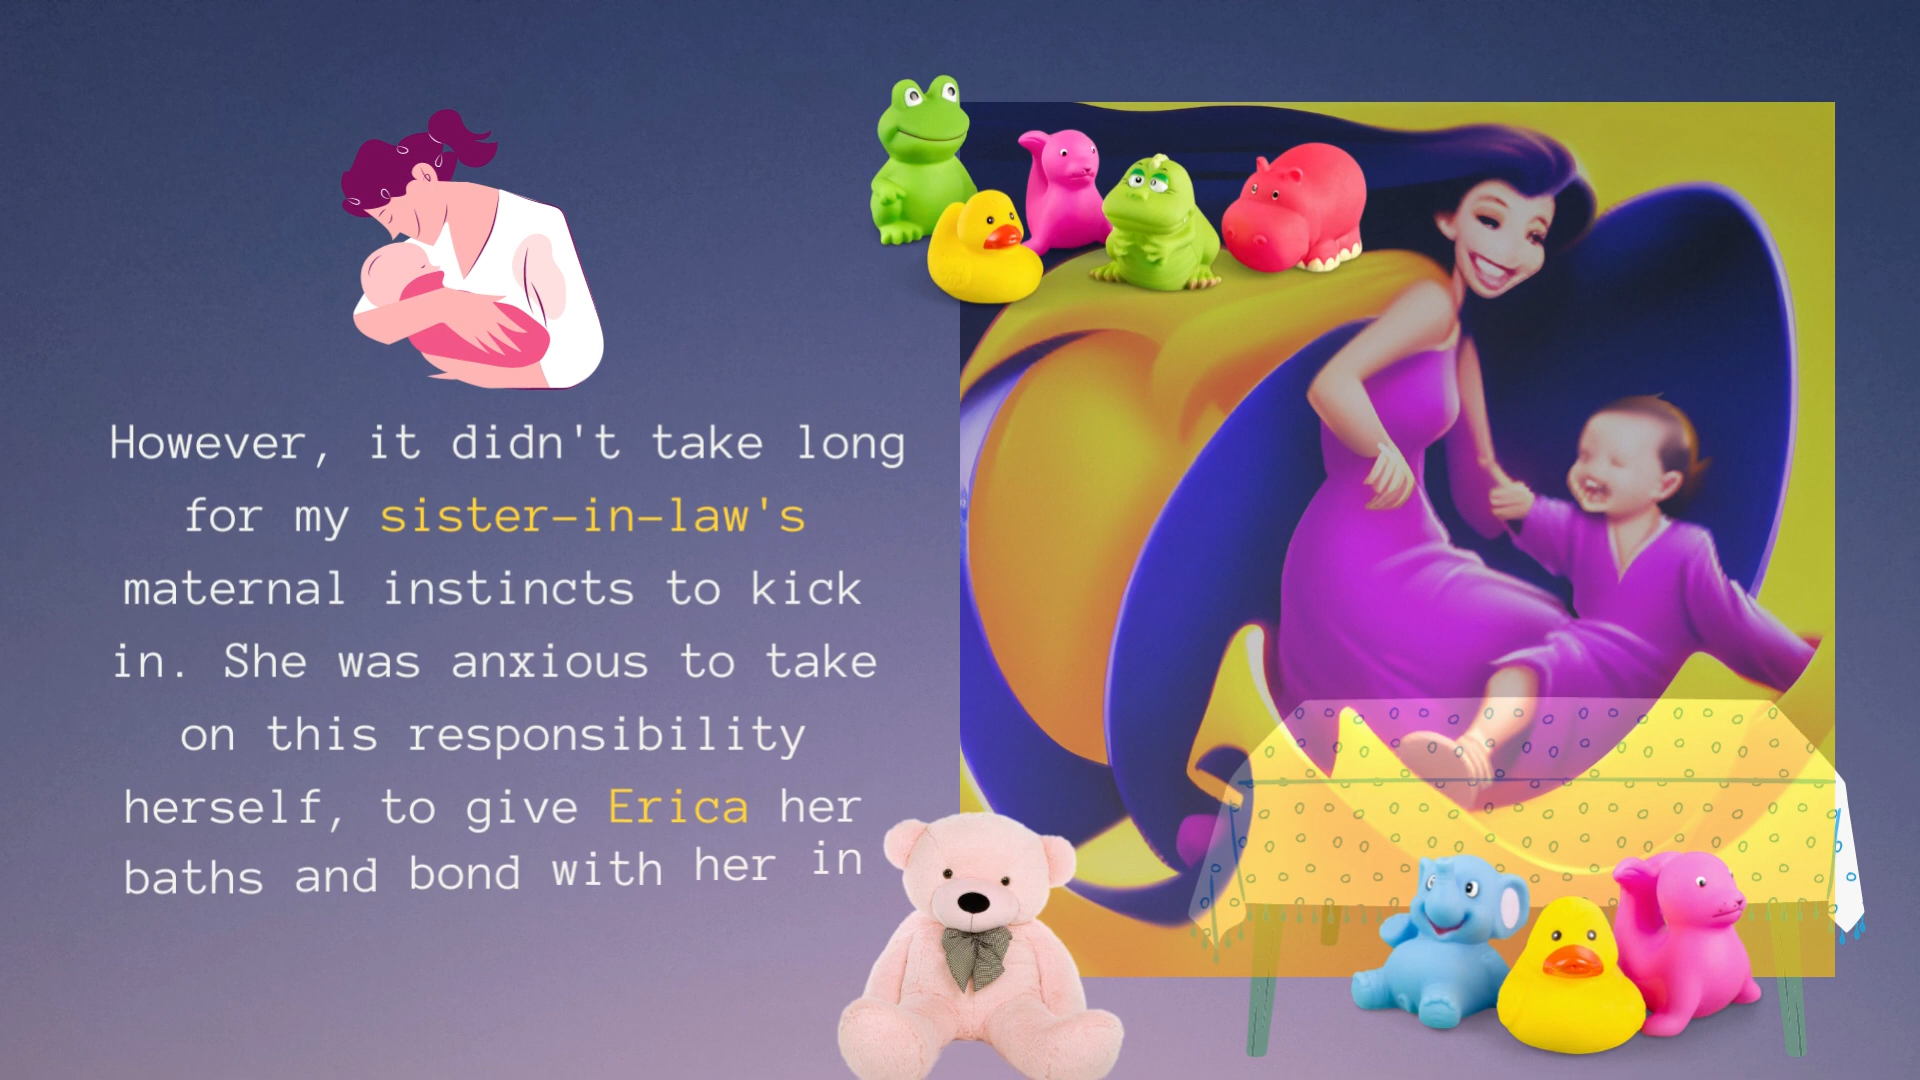 However, it didn't take long
for my sister-in-law's
maternal instincts to kick
in. She was anxious to take
on this responsibility
herself, to give Erica her
baths and bond with her in